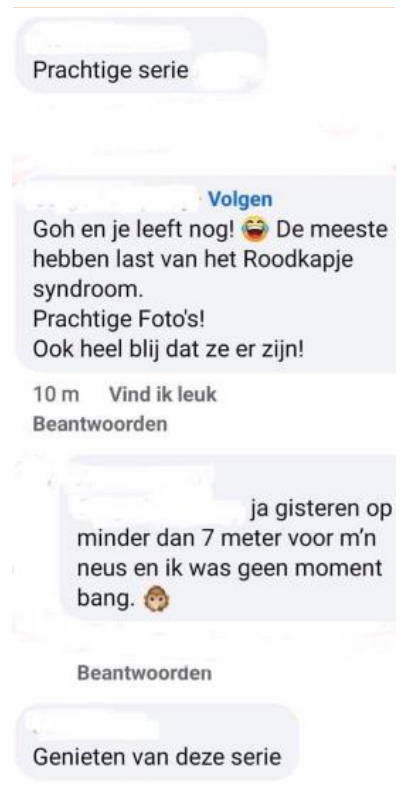 Prachtige serie
Volgen
Goh en je leeft nog! 😂 De meeste
hebben last van het Roodkapje
syndroom.
Prachtige Foto's!
Ook heel blij dat ze er zijn!
10 m Vind ik leuk
Beantwoorden
ja gisteren op
minder dan 7 meter voor m'n
neus en ik was geen moment
bang. 🙊
Beantwoorden
Genieten van deze serie